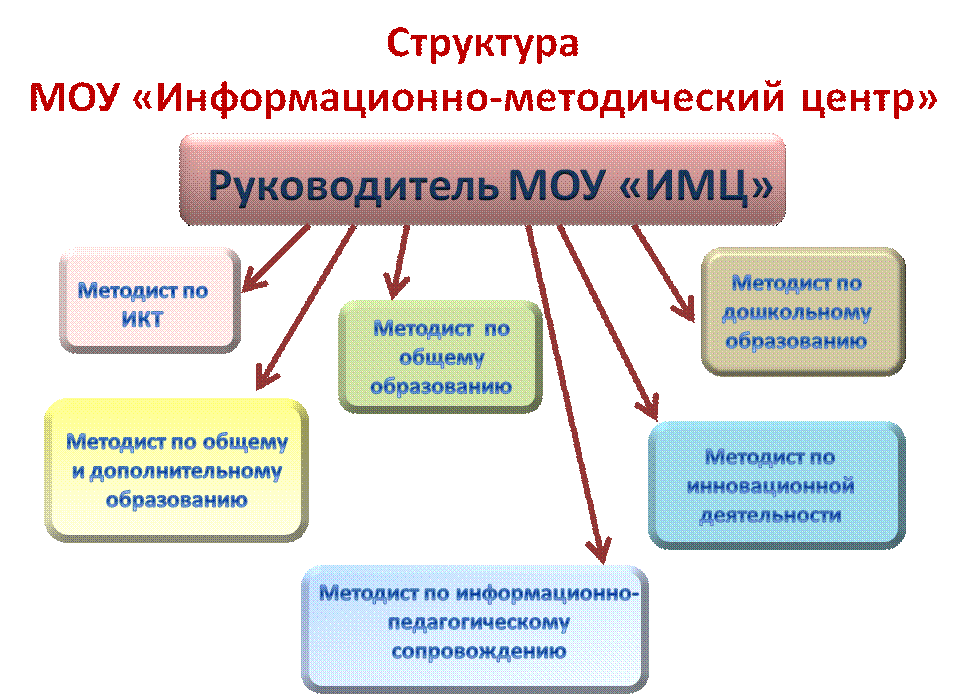 Структура
МОУ «Информационно-методический центр»
Руководитель МОУ «ИМЦ»
Методист по
ИКТ
Методист по
общему
образованию
Методист по
дошкольному
образованию
Методист по общему
и дополнительному
образованию
Методист по
инновационной
деятельности
Методист по информационно-
педагогическому
сопровождению